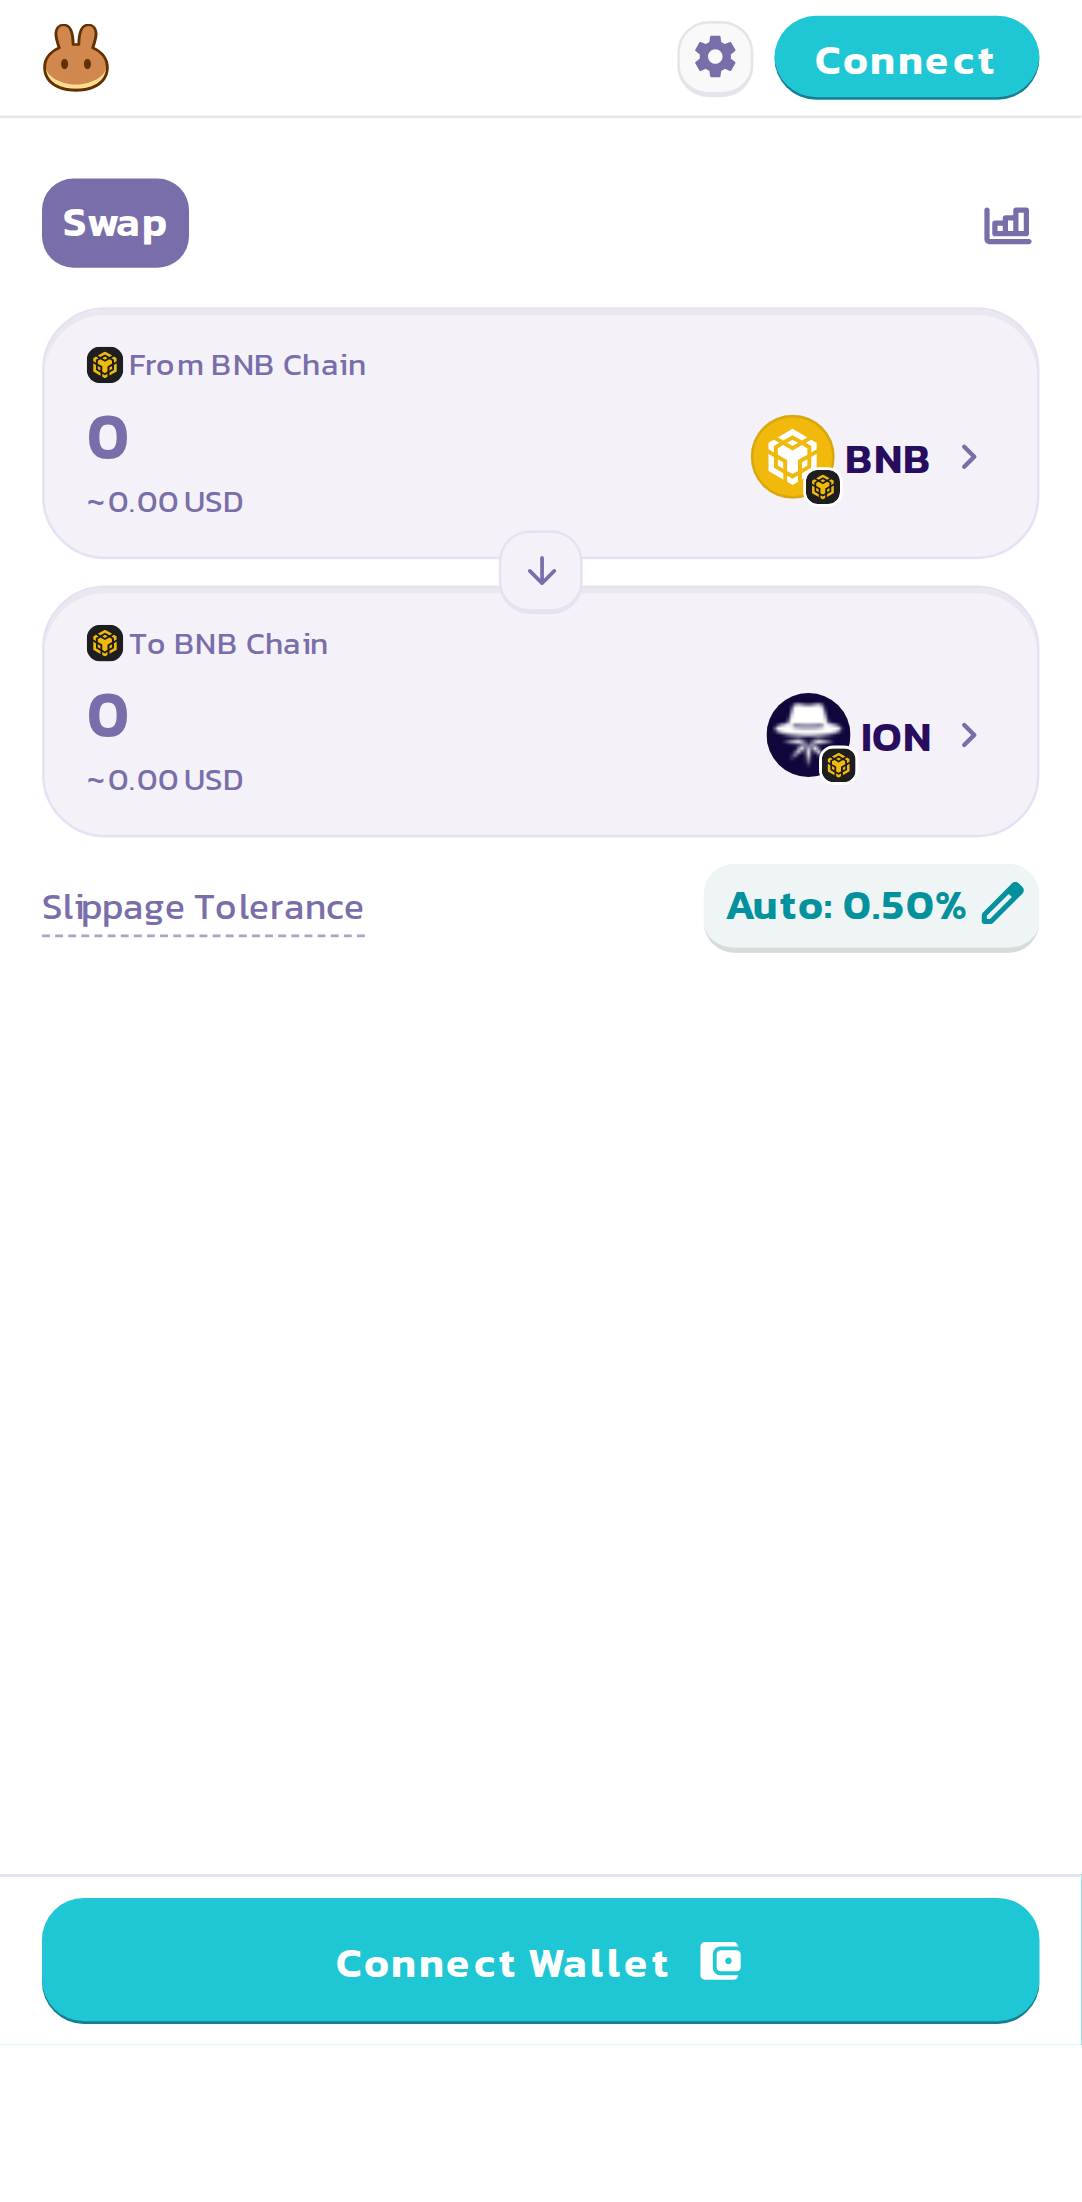 Connect
Swap
From BNB Chain
0
BNB
~0.00 USD
To BNB Chain
0
ION
~0.00 USD
Slippage Tolerance
Auto: 0.50%
Connect Wallet